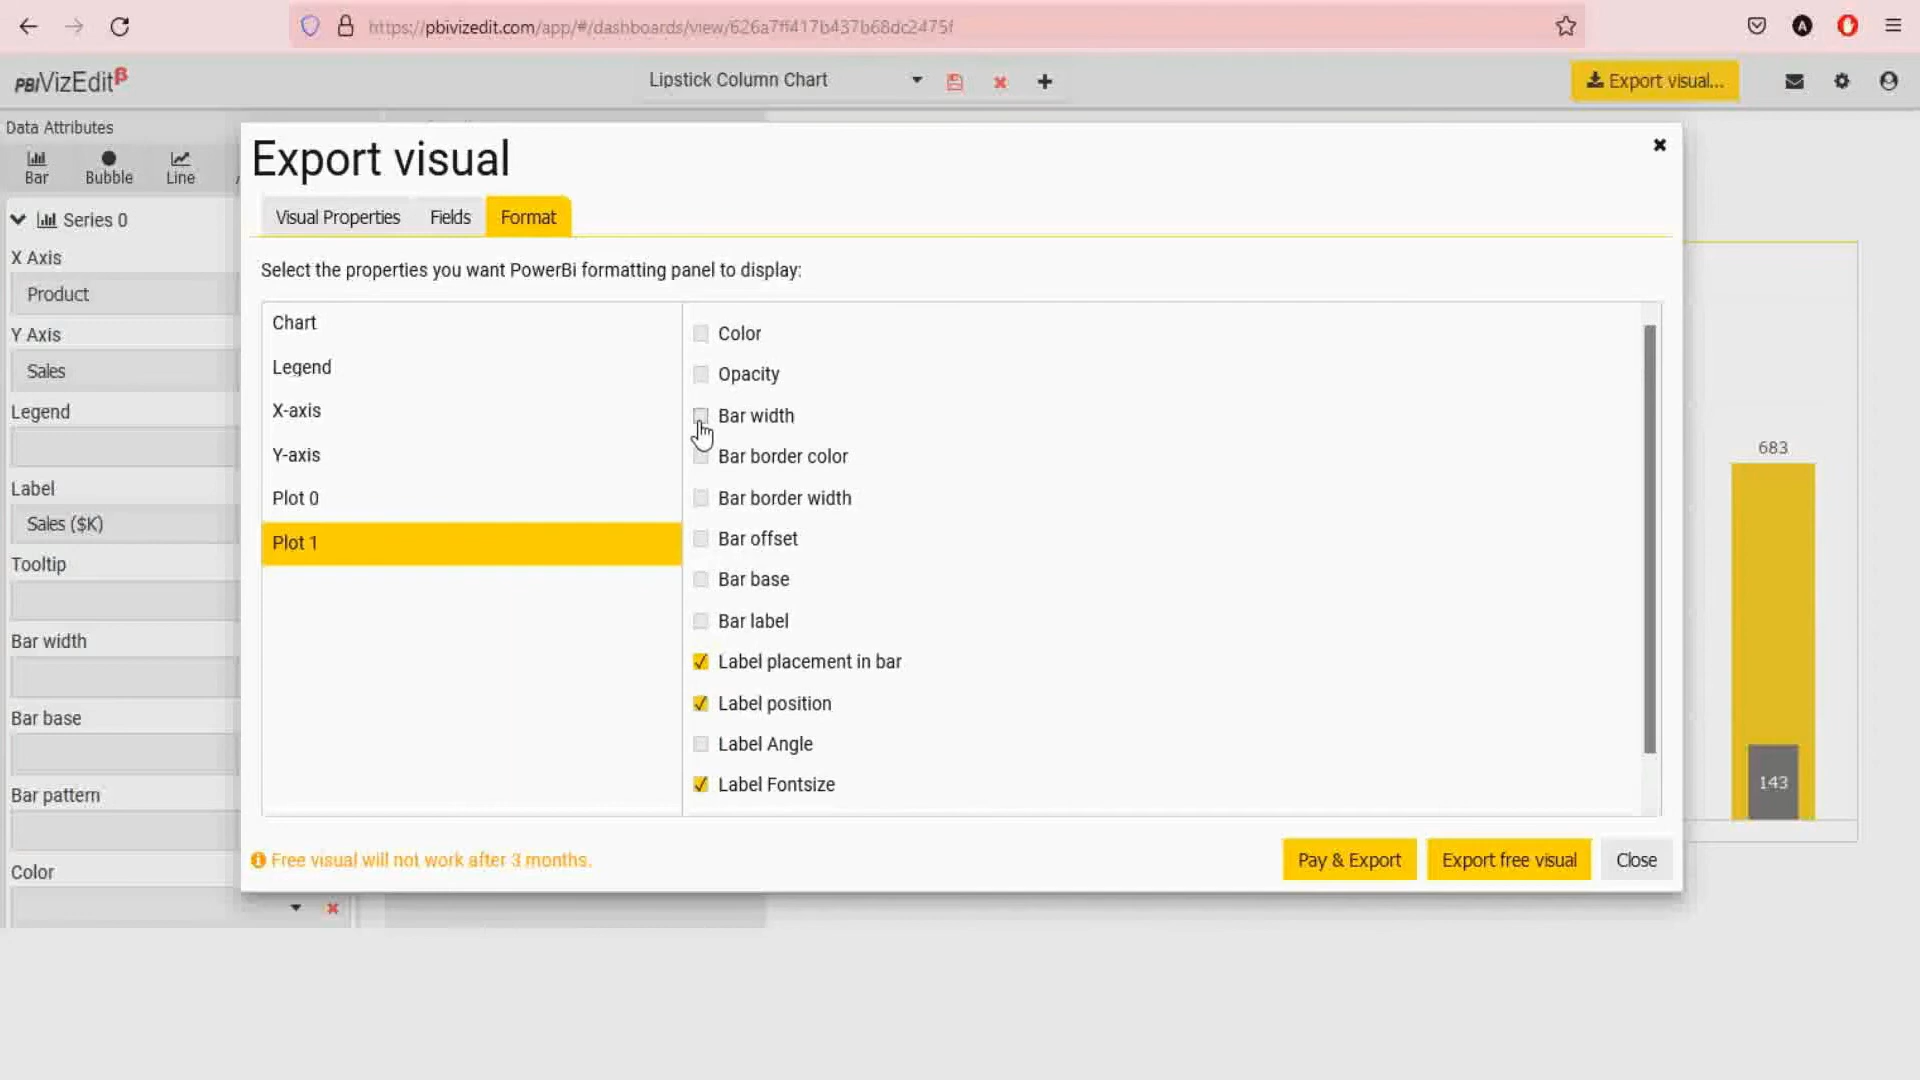 https://pbivizedit.com/app/#/dashboards/view/626a7ff417b437b68dc2475f
PBIVizEditβ
Lipstick Column Chart
Export visual...
Data Attributes
Bar
Bubble
Line
Series 0
X Axis
Product
Y Axis
Sales
Legend
Label
Sales ($K)
Tooltip
Bar width
Bar base
Bar pattern
Color
Export visual
Visual Properties
Fields
Format
Select the properties you want PowerBi formatting panel to display:
Chart
Legend
X-axis
Y-axis
Plot 0
Plot 1
Color
Opacity
Bar width
Bar border color
Bar border width
Bar offset
Bar base
Bar label
Label placement in bar
Label position
Label Angle
Label Fontsize
Free visual will not work after 3 months.
Pay & Export
Export free visual
Close
683
143